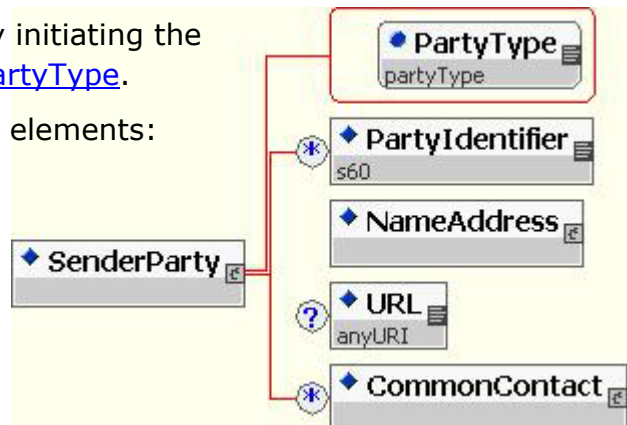 y initiating the
artyType.
elements:
PartyType
partyType
* PartyIdentifier
s60
NameAddress
SenderParty
? URL
anyURI
* CommonContact